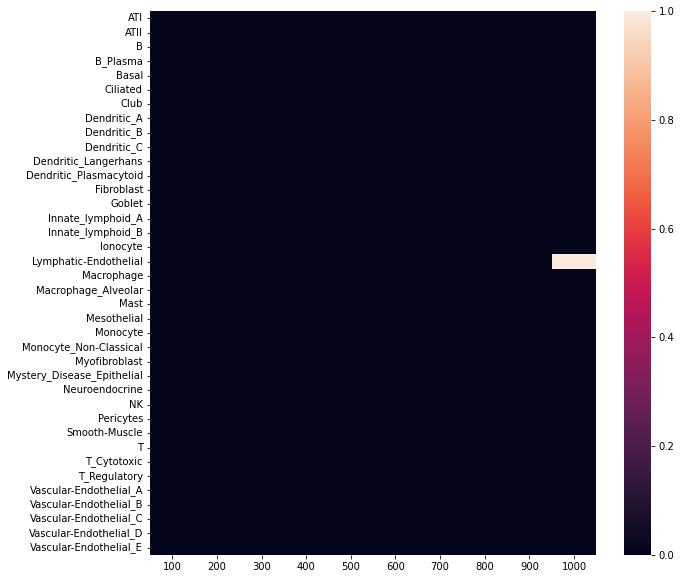 ATI
ATII
B
B_Plasma
Basal
Ciliated
Club
Dendritic_A
Dendritic_B
Dendritic_C
Dendritic_Langerhans
Dendritic_Plasmacytoid
Fibroblast
Goblet
Innate_lymphoid_A
Innate_lymphoid_B
Ionocyte
Lymphatic-Endothelial
Macrophage
Macrophage_Alveolar
Mast
Mesothelial
Monocyte
Monocyte_Non-Classical
Myofibroblast
Mystery_Disease_Epithelial
Neuroendocrine
NK
Pericytes
Smooth-Muscle
T
T_Cytotoxic
T_Regulatory
Vascular-Endothelial_A
Vascular-Endothelial_B
Vascular-Endothelial_C
Vascular-Endothelial_D
Vascular-Endothelial_E
100 200 300 400 500 600 700 800 900 1000
1.0
0.8
0.6
0.4
0.2
0.0